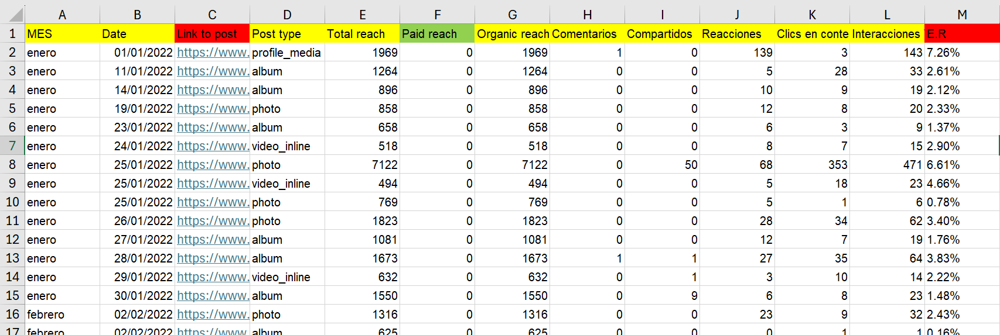 A B C D E F G H I J K L M
1 MES Date Link to post Post type Total reach Paid reach Organic reach Comentarios Compartidos Reacciones Clics en conte Interacciones E.R
2 enero 01/01/2022 https://www. profile_media 1969 0 1969 1 0 139 3 143 7.26%
3 enero 11/01/2022 https://www. album 1264 0 1264 0 0 5 28 33 2.61%
4 enero 14/01/2022 https://www. album 896 0 896 0 0 10 9 19 2.12%
5 enero 19/01/2022 https://www. photo 858 0 858 0 0 12 8 20 2.33%
6 enero 23/01/2022 https://www. album 658 0 658 0 0 6 3 9 1.37%
7 enero 24/01/2022 https://www. video_inline 518 0 518 0 0 8 7 15 2.90%
8 enero 25/01/2022 https://www. photo 7122 0 7122 0 50 68 353 471 6.61%
9 enero 25/01/2022 https://www. video_inline 494 0 494 0 0 5 18 23 4.66%
10 enero 25/01/2022 https://www. photo 769 0 769 0 0 5 1 6 0.78%
11 enero 26/01/2022 https://www. photo 1823 0 1823 0 0 28 34 62 3.40%
12 enero 27/01/2022 https://www. album 1081 0 1081 0 0 12 7 19 1.76%
13 enero 28/01/2022 https://www. album 1673 0 1673 1 1 27 35 64 3.83%
14 enero 29/01/2022 https://www. video_inline 632 0 632 0 1 3 10 14 2.22%
15 enero 30/01/2022 https://www. album 1550 0 1550 0 9 6 8 23 1.48%
16 febrero 02/02/2022 https://www. photo 1316 0 1316 0 0 23 9 32 2.43%
17 febrero 02/02/2022 https://www. album 625 0 625 0 0 0 1 1 0.16%